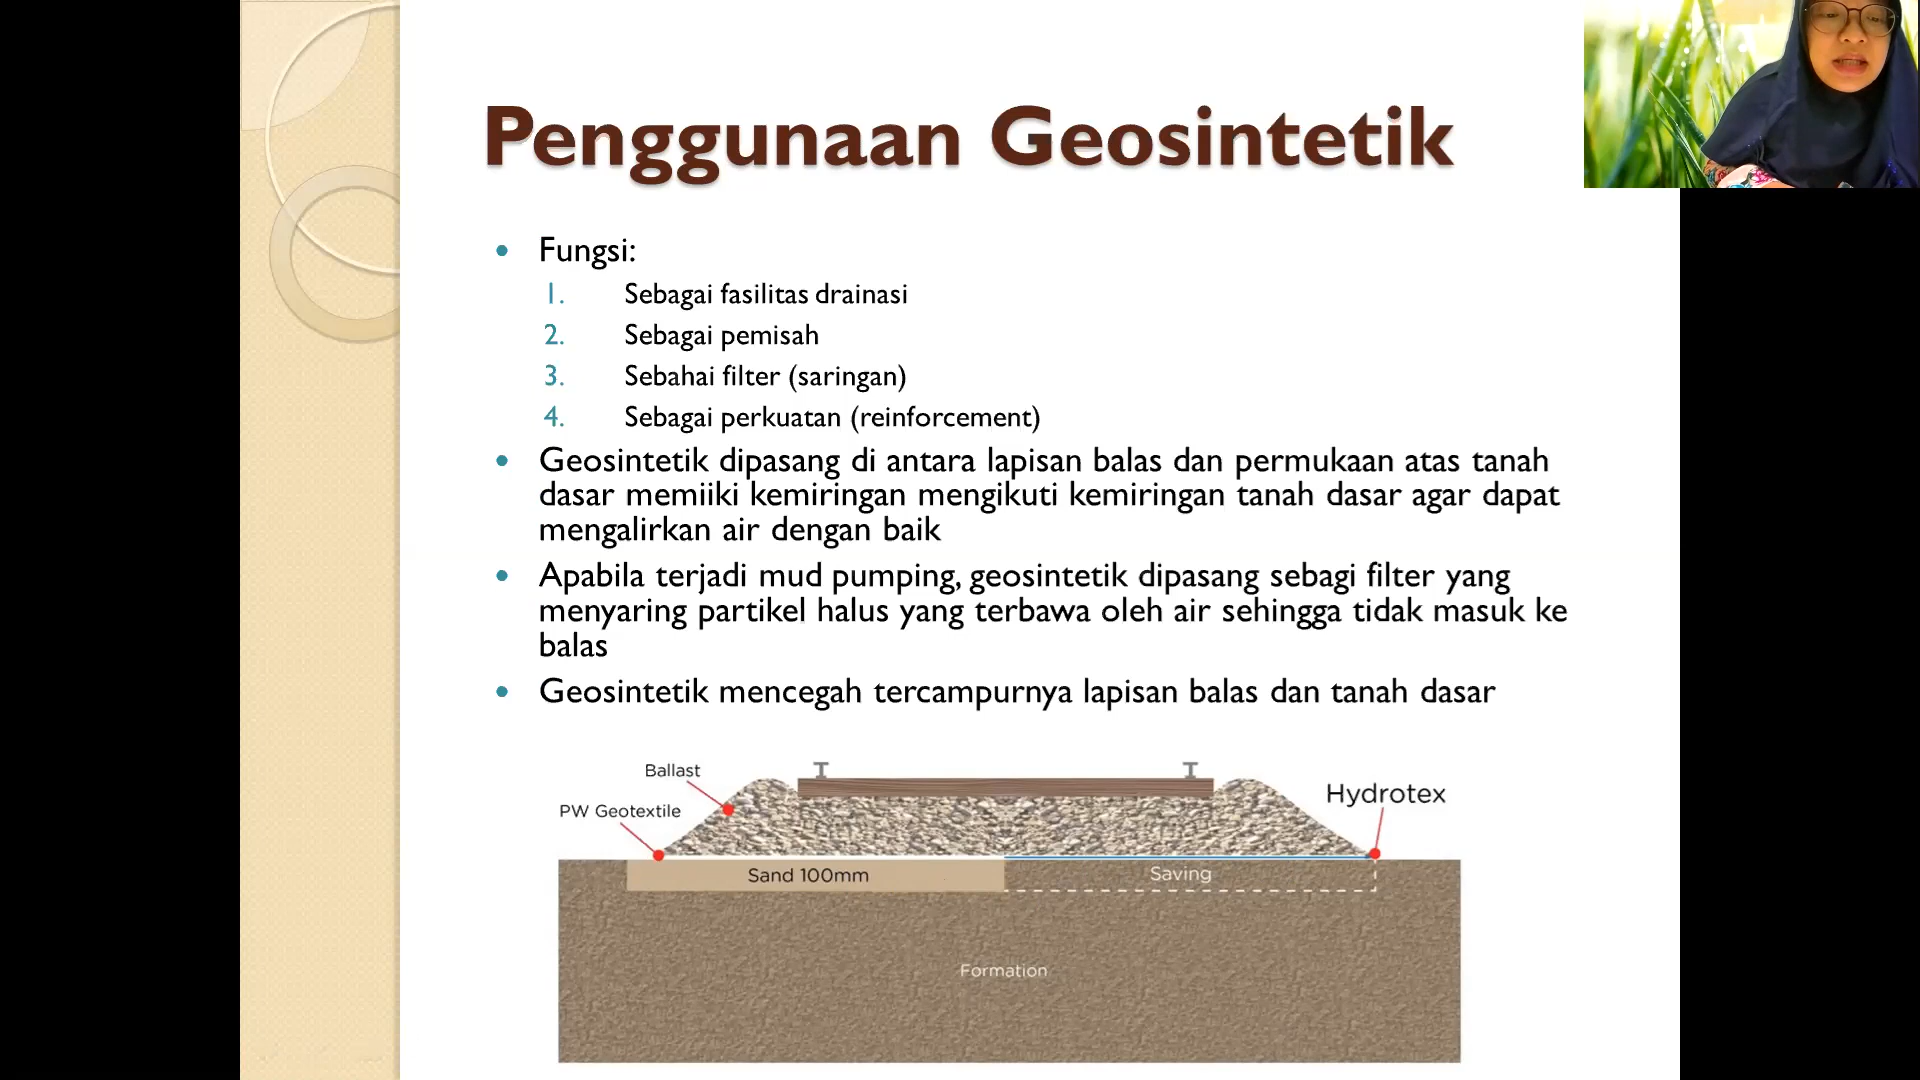 Penggunaan Geosintetik
• Fungsi:
1. Sebagai fasilitas drainasi
2. Sebagai pemisah
3. Sebahai filter (saringan)
4. Sebagai perkuatan (reinforcement)
• Geosintetik dipasang di antara lapisan balas dan permukaan atas tanah
dasar memiiki kemiringan mengikuti kemiringan tanah dasar agar dapat
mengalirkan air dengan baik
• Apabila terjadi mud pumping, geosintetik dipasang sebagi filter yang
menyaring partikel halus yang terbawa oleh air sehingga tidak masuk ke
balas
• Geosintetik mencegah tercampurnya lapisan balas dan tanah dasar
Ballast
PW Geotextile
Hydrotex
Sand 100mm
Saving
Formation